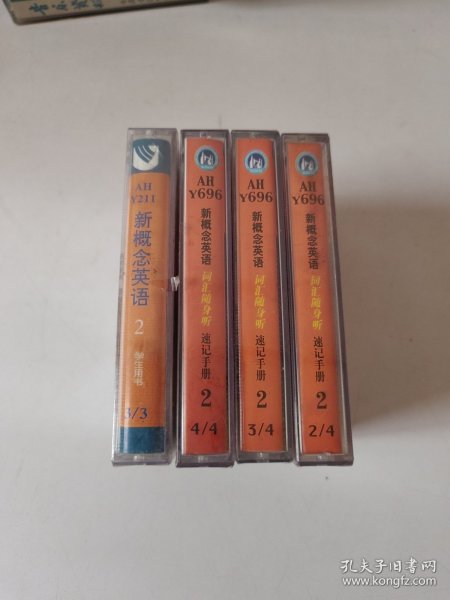 AH
Y211
新概念英语
2
学生用书
3/3
AH
Y696
新概念英语
词汇随身听
速记手册
2
4/4
AH
Y696
新概念英语
词汇随身听
速记手册
2
3/4
AH
Y696
新概念英语
词汇随身听
速记手册
2
2/4
孔夫子旧书网
www.kongfz.com